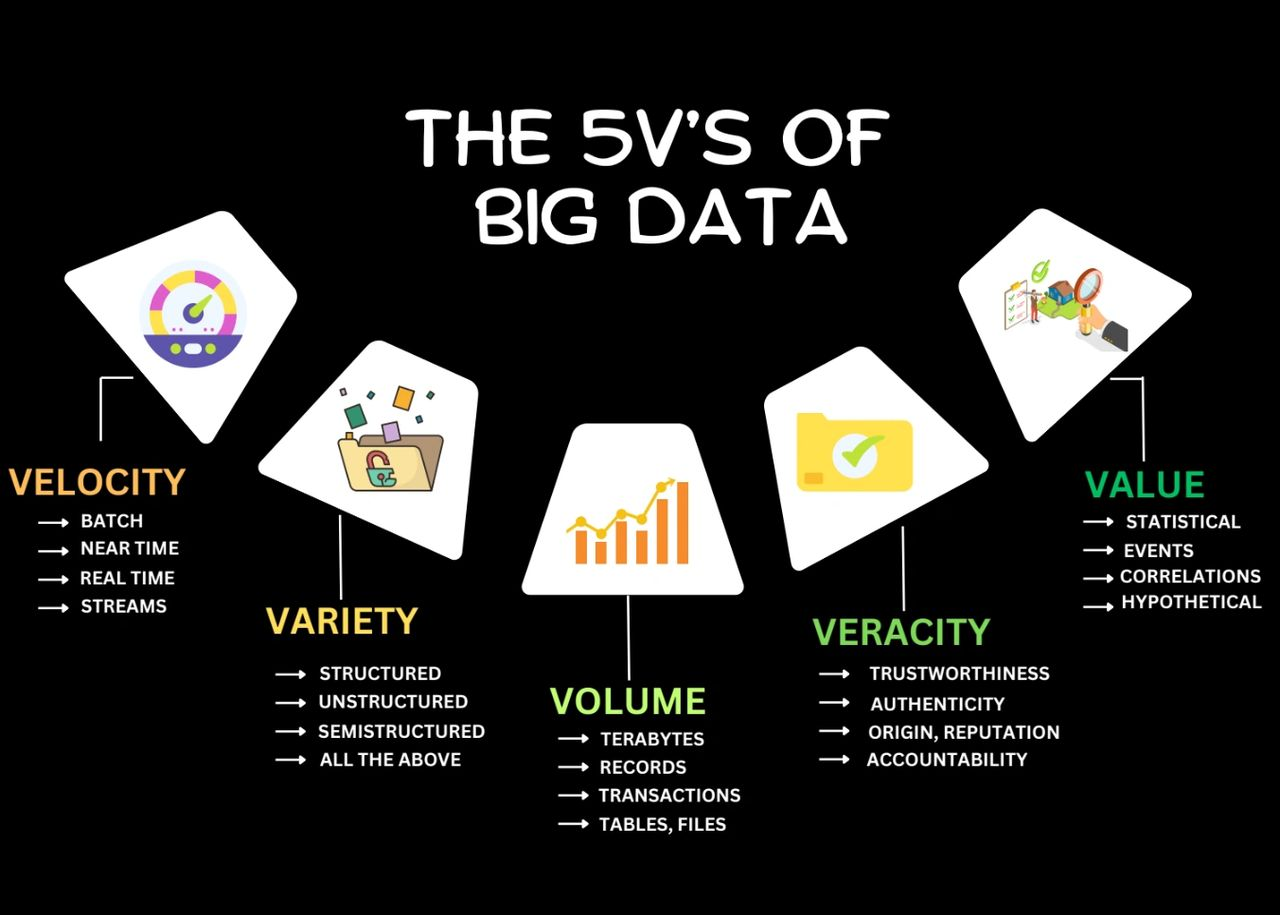 THE 5V'S OF
BIG DATA
VELOCITY
BATCH
NEAR TIME
REAL TIME
STREAMS
VARIETY
STRUCTURED
UNSTRUCTURED
SEMISTRUCTURED
ALL THE ABOVE
VOLUME
TERABYTES
RECORDS
TRANSACTIONS
TABLES, FILES
VERACITY
TRUSTWORTHINESS
AUTHENTICITY
ORIGIN, REPUTATION
ACCOUNTABILITY
VALUE
STATISTICAL
EVENTS
CORRELATIONS
HYPOTHETICAL